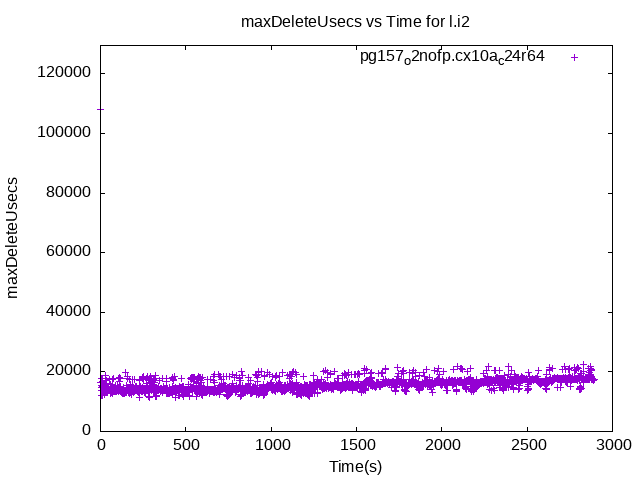 maxDeleteUsecs vs Time for l.i2
pg157o2nofp.cx10ac24r64
120000
100000
80000
60000
40000
20000
0
maxDeleteUsecs
0 500 1000 1500 2000 2500 3000
Time(s)